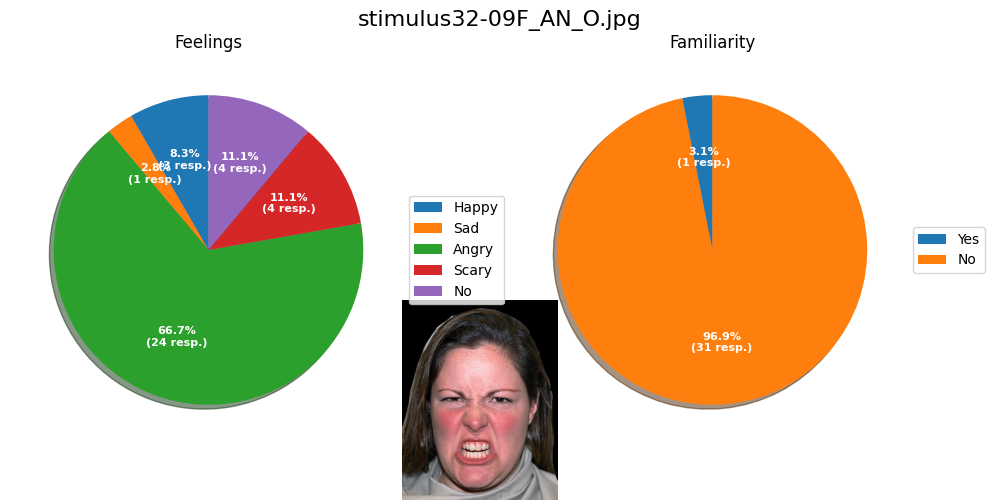 stimulus32-09F_AN_O.jpg
Feelings
8.3%
(3 resp.)
2.8%
(1 resp.)
66.7%
(24 resp.)
11.1%
(4 resp.)
11.1%
(4 resp.)
Happy
Sad
Angry
Scary
No
Familiarity
3.1%
(1 resp.)
96.9%
(31 resp.)
Yes
No